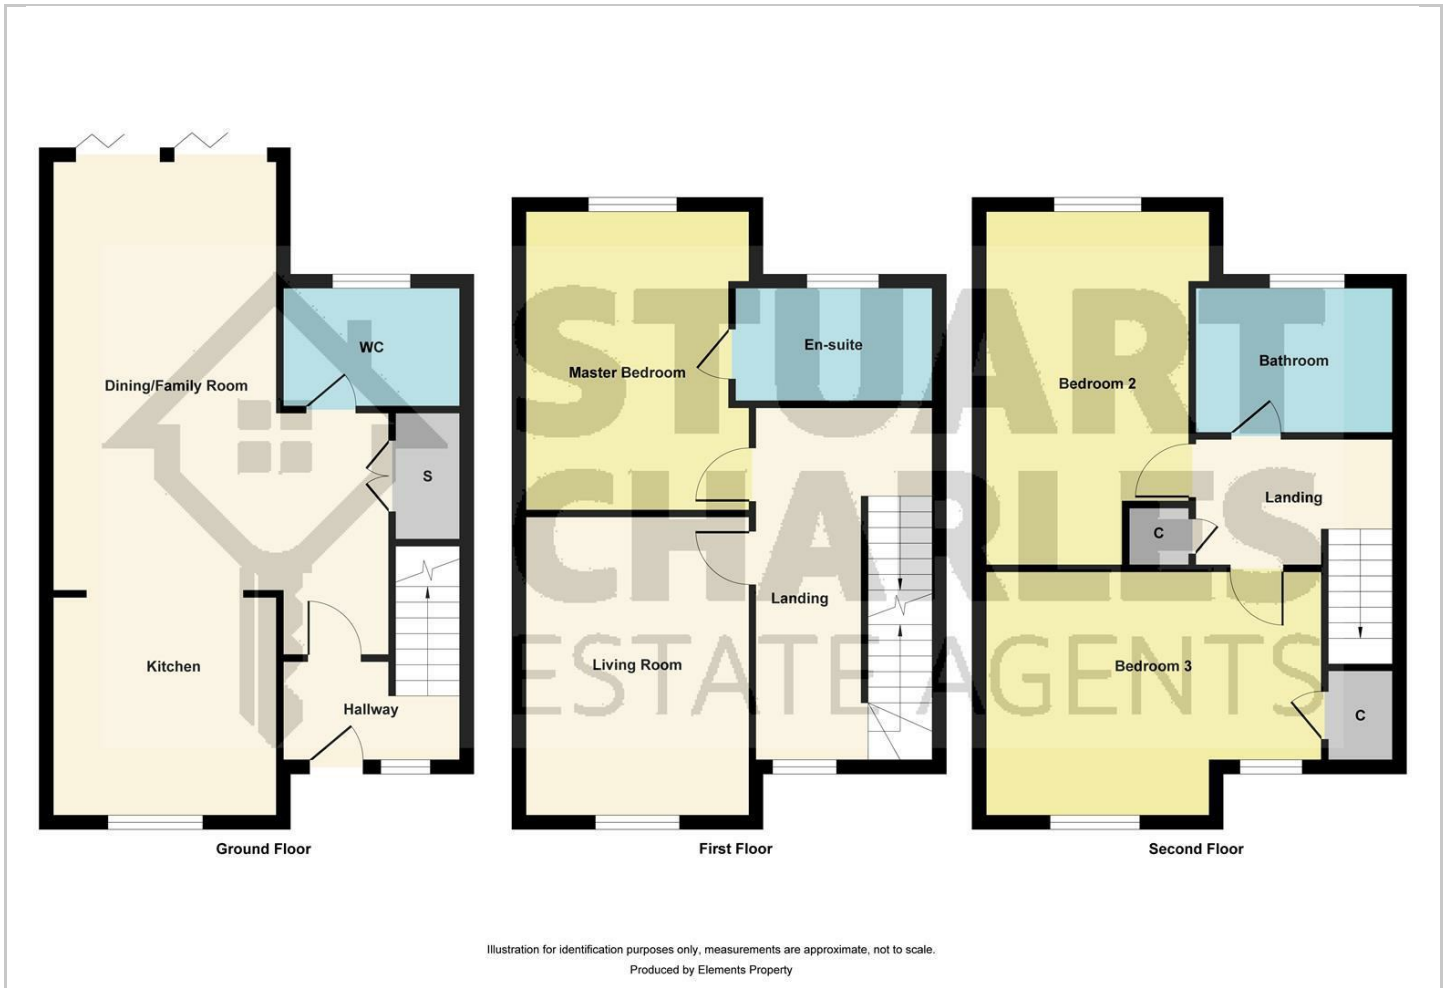 WC
Dining/Family Room
S
Kitchen
Hallway
Ground Floor
En-suite
Master Bedroom
Landing
Living Room
First Floor
Bathroom
Bedroom 2
Landing
C
Bedroom 3
C
Second Floor
STUART
CHARLES
ESTATE AGENTS
Illustration for identification purposes only, measurements are approximate, not to scale.
Produced by Elements Property